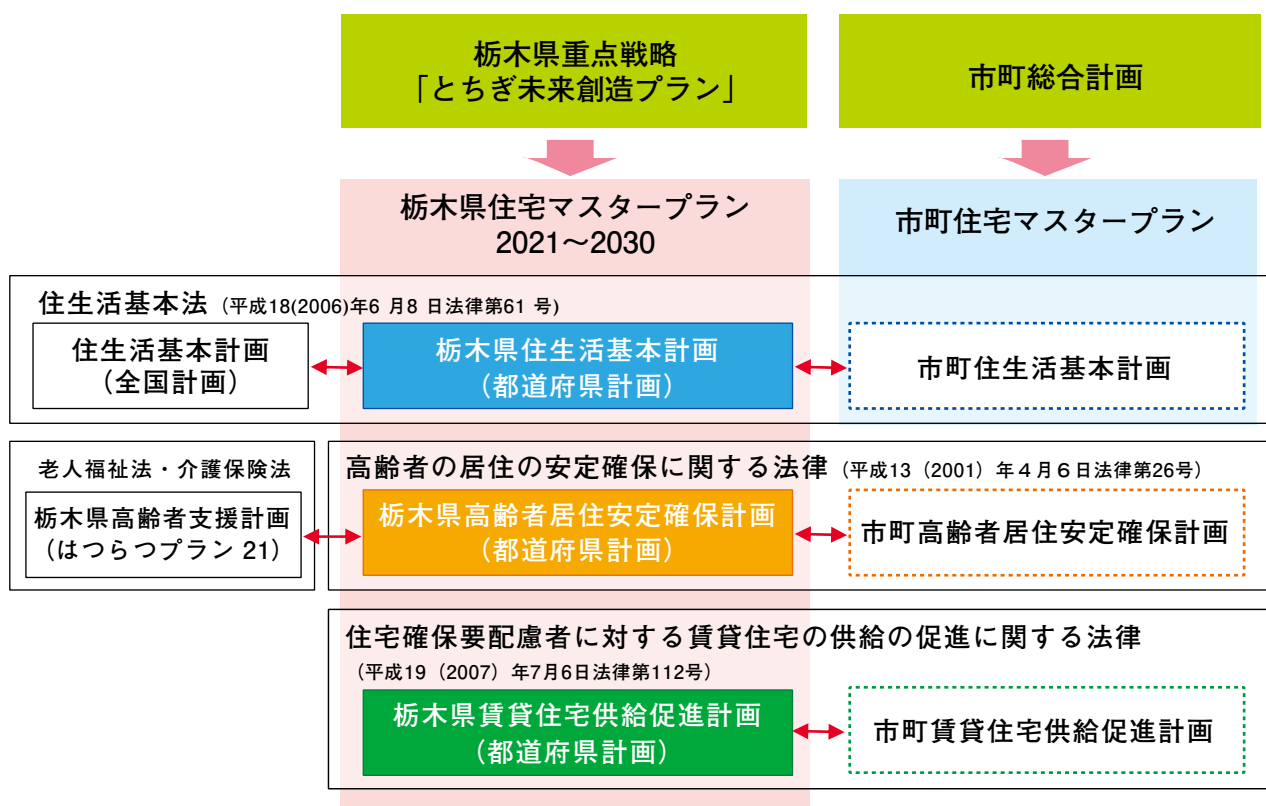 栃木県重点戦略
「とちぎ未来創造プラン」
市町総合計画
栃木県住宅マスタープラン
2021〜2030
市町住宅マスタープラン
住生活基本法（平成18(2006)年6 月8 日法律第61 号)
住生活基本計画
（全国計画）
栃木県住生活基本計画
（都道府県計画）
市町住生活基本計画
老人福祉法・介護保険法
栃木県高齢者支援計画
（はつらつプラン 21）
高齢者の居住の安定確保に関する法律（平成13（2001）年４月６日法律第26号）
栃木県高齢者居住安定確保計画
（都道府県計画）
市町高齢者居住安定確保計画
住宅確保要配慮者に対する賃貸住宅の供給の促進に関する法律
（平成19（2007）年7月6日法律第112号）
栃木県賃貸住宅供給促進計画
（都道府県計画）
市町賃貸住宅供給促進計画